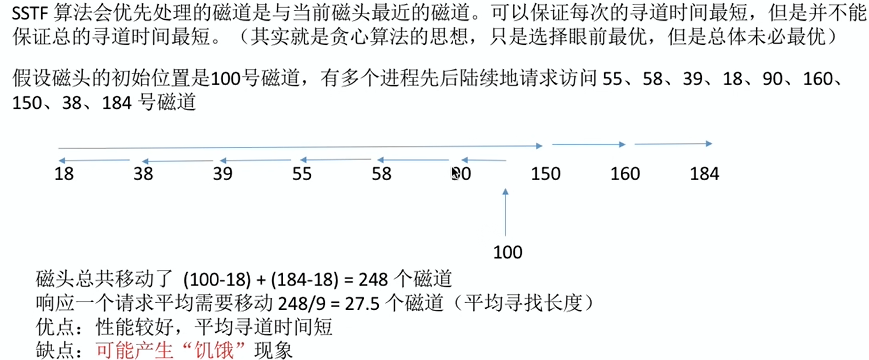 SSTF 算法会优先处理的磁道是与当前磁头最近的磁道。可以保证每次的寻道时间最短，但是并不能
保证总的寻道时间最短。（其实就是贪心算法的思想，只是选择眼前最优，但是总体未必最优）
假设磁头的初始位置是100号磁道，有多个进程先后陆续地请求访问 55、58、39、18、90、160、
150、38、184 号磁道
18 38 39 55 58 90 150 160 184
100
磁头总共移动了 (100-18) + (184-18) = 248 个磁道
响应一个请求平均需要移动 248/9 = 27.5 个磁道（平均寻找长度）
优点：性能较好，平均寻道时间短
缺点：可能产生“饥饿”现象